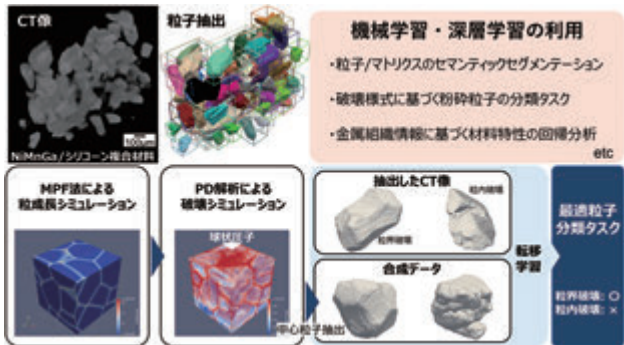 CT像
粒子抽出
100μm
NiMnGa/シリコーン複合材料
機械学習・深層学習の利用
・粒子/マトリクスのセマンティックセグメンテーション
・破壊様式に基づく粉砕粒子の分類タスク
・金属組織情報に基づく材料特性の回帰分析
etc
MPF法による
粒成長シミュレーション
PD解析による
破壊シミュレーション
球状圧子
中心粒子抽出
抽出したCT像
粒内破壊
粒界破壊
合成データ
転移
学習
最適粒子
分類タスク
粒界破壊: ○
粒内破壊: ×